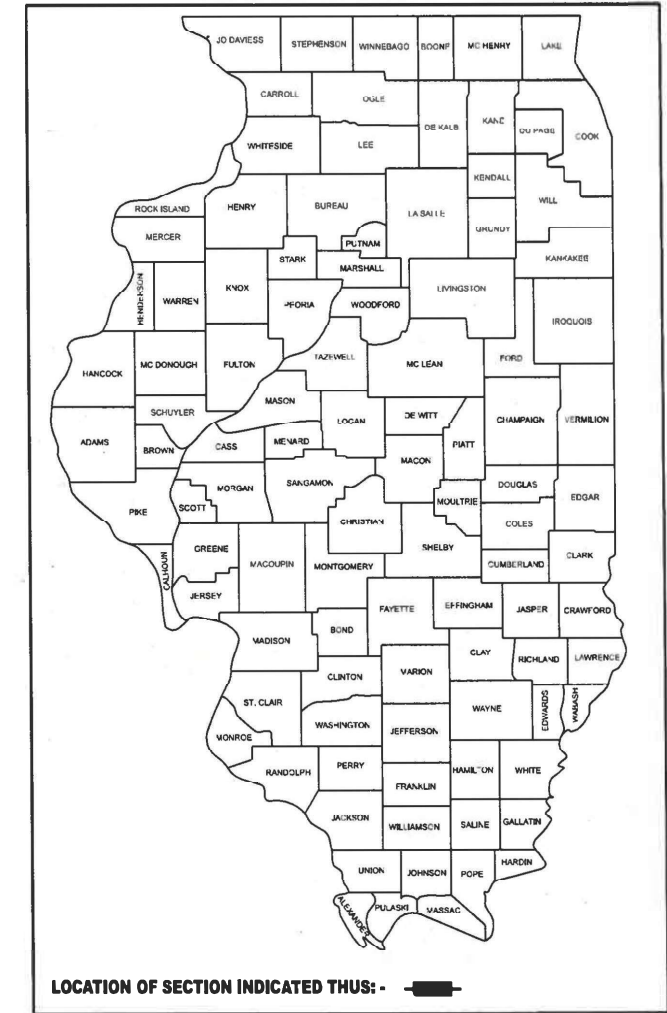 JO DAVIESS STEPHENSON WINNEBAGO BOONE MC HENRY LAKE
CARROLL OGLE DE KALB KANE DU PAGE COOK
WHITESIDE LEE
KENDALL
ROCK ISLAND HENRY BUREAU LA SALLE WILL
MERCER PUTNAM GRUNDY
STARK MARSHALL KANKAKEE
HENDERSON WARREN KNOX PEORIA WOODFORD LIVINGSTON IROQUOIS
HANCOCK MC DONOUGH FULTON TAZEWELL MC LEAN FORD
MASON
SCHUYLER LOGAN DE WITT CHAMPAIGN VERMILION
ADAMS BROWN CASS MENARD MACON PIATT
PIKE SCOTT MORGAN SANGAMON MOULTRIE DOUGLAS EDGAR
CHRISTIAN COLES
CALHOUN GREENE MACOUPIN MONTGOMERY SHELBY CUMBERLAND CLARK
JERSEY FAYETTE EFFINGHAM JASPER CRAWFORD
MADISON BOND
CLAY RICHLAND LAWRENCE
CLINTON MARION
ST. CLAIR WAYNE EDWARDS WABASH
WASHINGTON JEFFERSON
MONROE
RANDOLPH PERRY HAMILTON WHITE
FRANKLIN
JACKSON WILLIAMSON SALINE GALLATIN
UNION JOHNSON POPE HARDIN
ALEXANDER PULASKI MASSAC
LOCATION OF SECTION INDICATED THUS: -